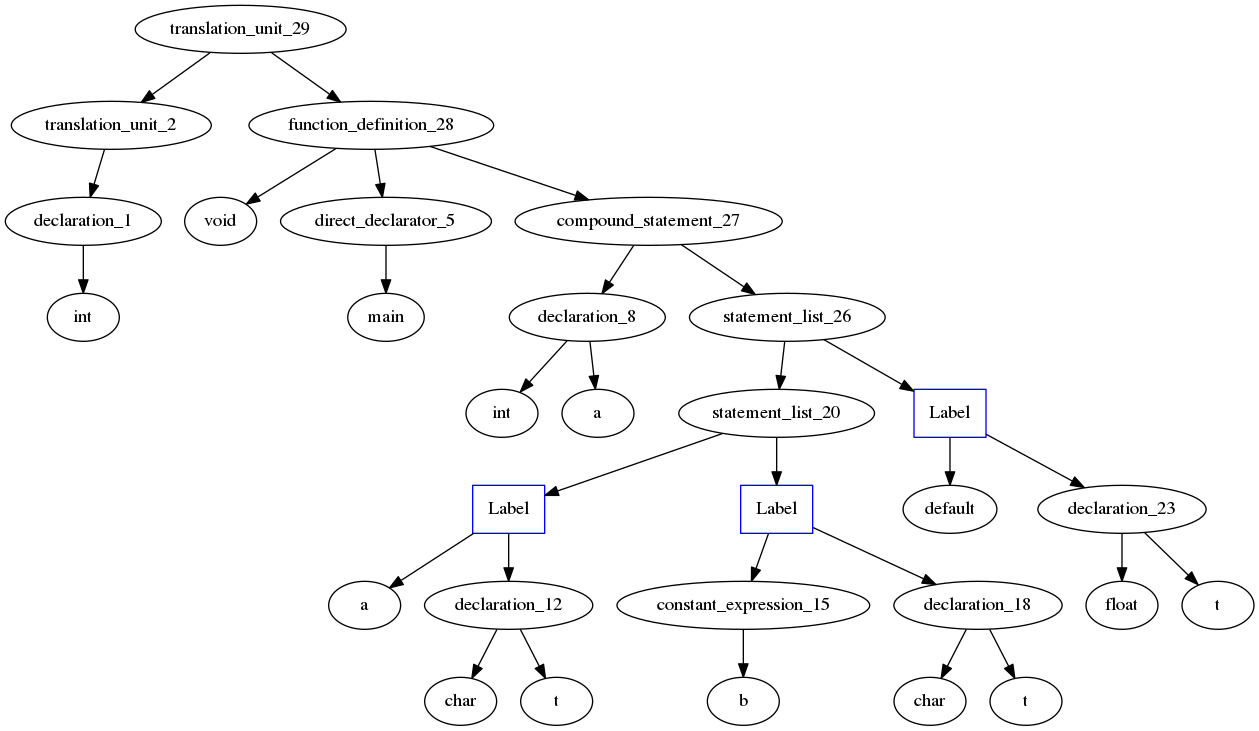 translation_unit_29
translation_unit_2 function_definition_28
declaration_1 void direct_declarator_5 compound_statement_27
int main declaration_8 statement_list_26
int a statement_list_20 Label
Label Label default declaration_23
a declaration_12 constant_expression_15 declaration_18 float t
char t b char t